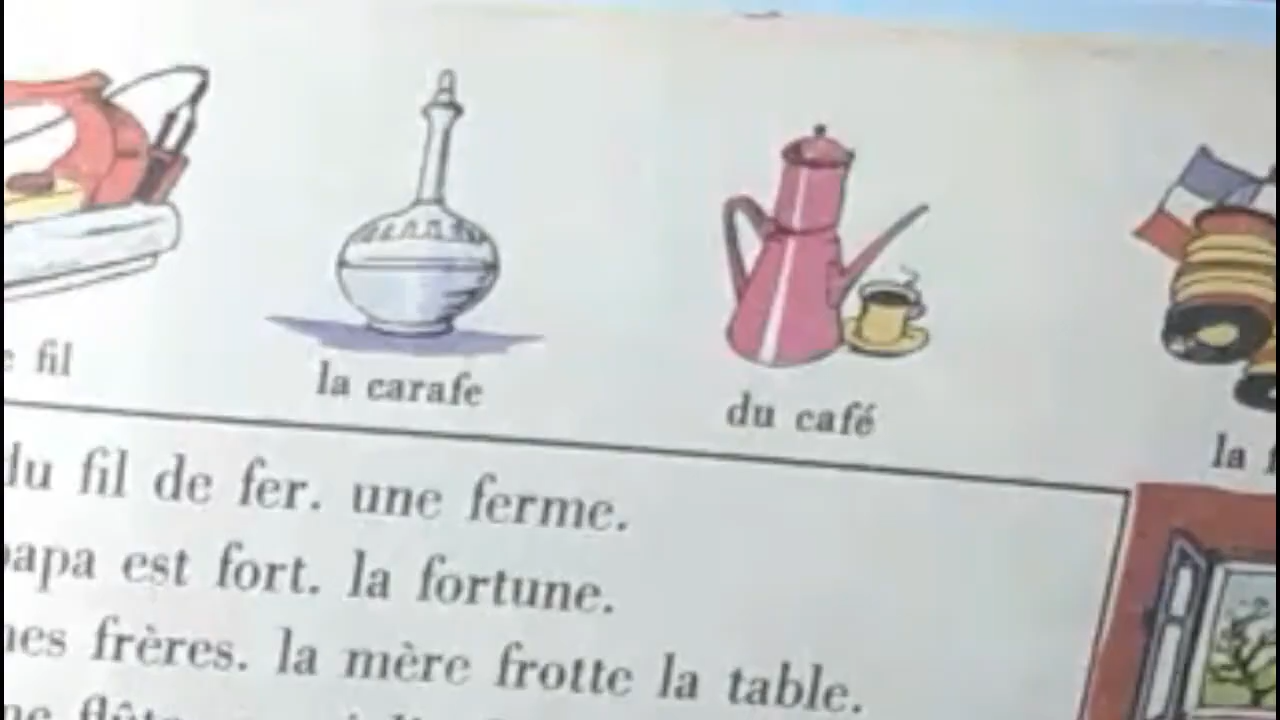 fil
la carafe
du café
la
du fil de fer. une ferme.
papa est fort. la fortune.
mes frères. la mère frotte la table.